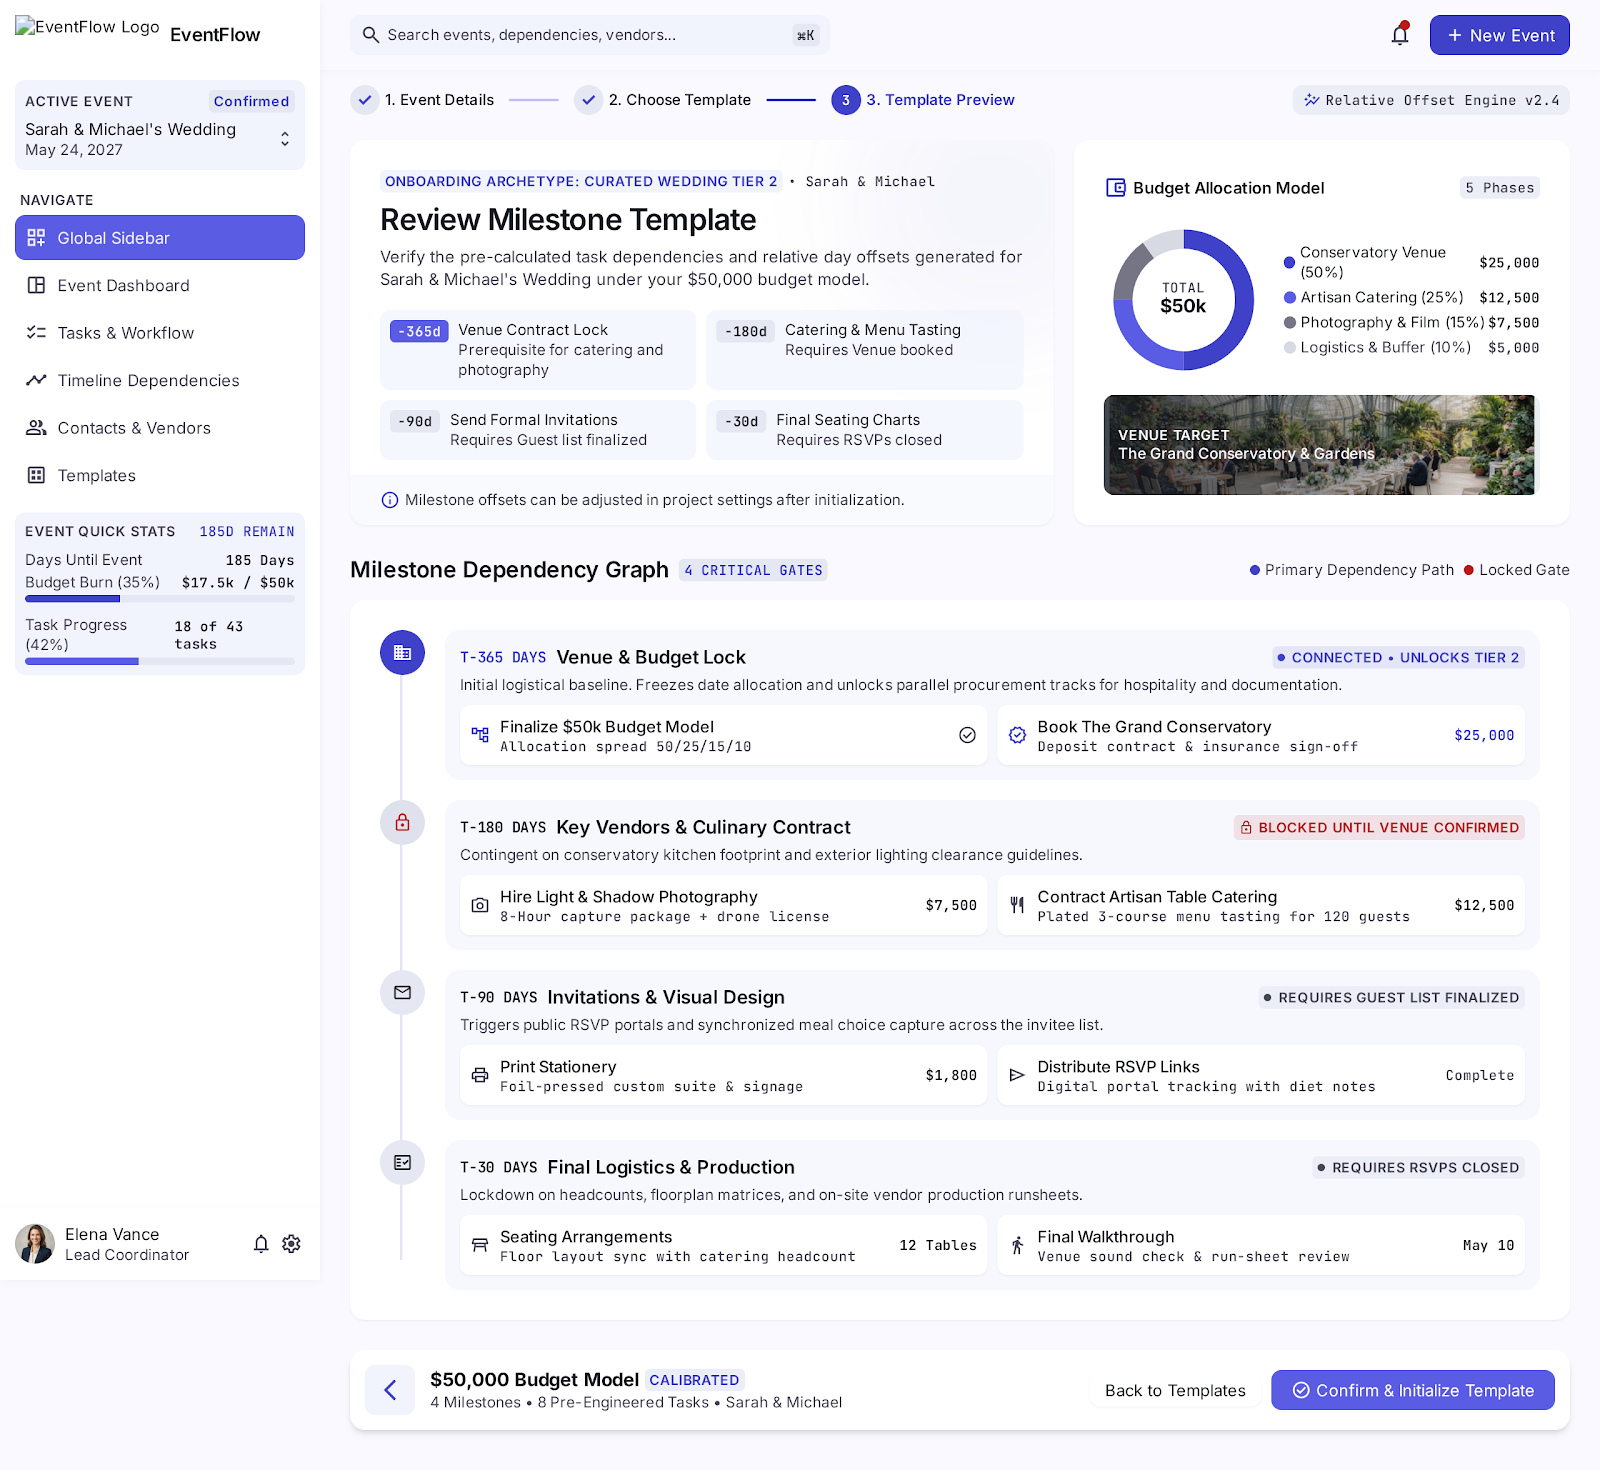 EventFlow Logo
EventFlow
Search events, dependencies, vendors...
⌘K
New Event
ACTIVE EVENT
Confirmed
Sarah & Michael's Wedding
May 24, 2027
NAVIGATE
Global Sidebar
Event Dashboard
Tasks & Workflow
Timeline Dependencies
Contacts & Vendors
Templates
EVENT QUICK STATS
185D REMAIN
Days Until Event
185 Days
Budget Burn (35%)
$17.5k / $50k
Task Progress
(42%)
18 of 43
tasks
Elena Vance
Lead Coordinator
1. Event Details
2. Choose Template
3
3. Template Preview
Relative Offset Engine v2.4
ONBOARDING ARCHETYPE: CURATED WEDDING TIER 2
• Sarah & Michael
Review Milestone Template
Verify the pre-calculated task dependencies and relative day offsets generated for
Sarah & Michael's Wedding under your $50,000 budget model.
-365d
Venue Contract Lock
Prerequisite for catering and
photography
-180d
Catering & Menu Tasting
Requires Venue booked
-90d
Send Formal Invitations
Requires Guest list finalized
-30d
Final Seating Charts
Requires RSVPs closed
Milestone offsets can be adjusted in project settings after initialization.
Budget Allocation Model
5 Phases
TOTAL
$50k
Conservatory Venue
(50%)
$25,000
Artisan Catering (25%)
$12,500
Photography & Film (15%)
$7,500
Logistics & Buffer (10%)
$5,000
VENUE TARGET
The Grand Conservatory & Gardens
Milestone Dependency Graph
4 CRITICAL GATES
Primary Dependency Path
Locked Gate
T-365 DAYS
Venue & Budget Lock
CONNECTED • UNLOCKS TIER 2
Initial logistical baseline. Freezes date allocation and unlocks parallel procurement tracks for hospitality and documentation.
Finalize $50k Budget Model
Allocation spread 50/25/15/10
Book The Grand Conservatory
Deposit contract & insurance sign-off
$25,000
T-180 DAYS
Key Vendors & Culinary Contract
BLOCKED UNTIL VENUE CONFIRMED
Contingent on conservatory kitchen footprint and exterior lighting clearance guidelines.
Hire Light & Shadow Photography
8-Hour capture package + drone license
$7,500
Contract Artisan Table Catering
Plated 3-course menu tasting for 120 guests
$12,500
T-90 DAYS
Invitations & Visual Design
REQUIRES GUEST LIST FINALIZED
Triggers public RSVP portals and synchronized meal choice capture across the invitee list.
Print Stationery
Foil-pressed custom suite & signage
$1,800
Distribute RSVP Links
Digital portal tracking with diet notes
Complete
T-30 DAYS
Final Logistics & Production
REQUIRES RSVPS CLOSED
Lockdown on headcounts, floorplan matrices, and on-site vendor production runsheets.
Seating Arrangements
Floor layout sync with catering headcount
12 Tables
Final Walkthrough
Venue sound check & run-sheet review
May 10
$50,000 Budget Model
CALIBRATED
4 Milestones • 8 Pre-Engineered Tasks • Sarah & Michael
Back to Templates
Confirm & Initialize Template